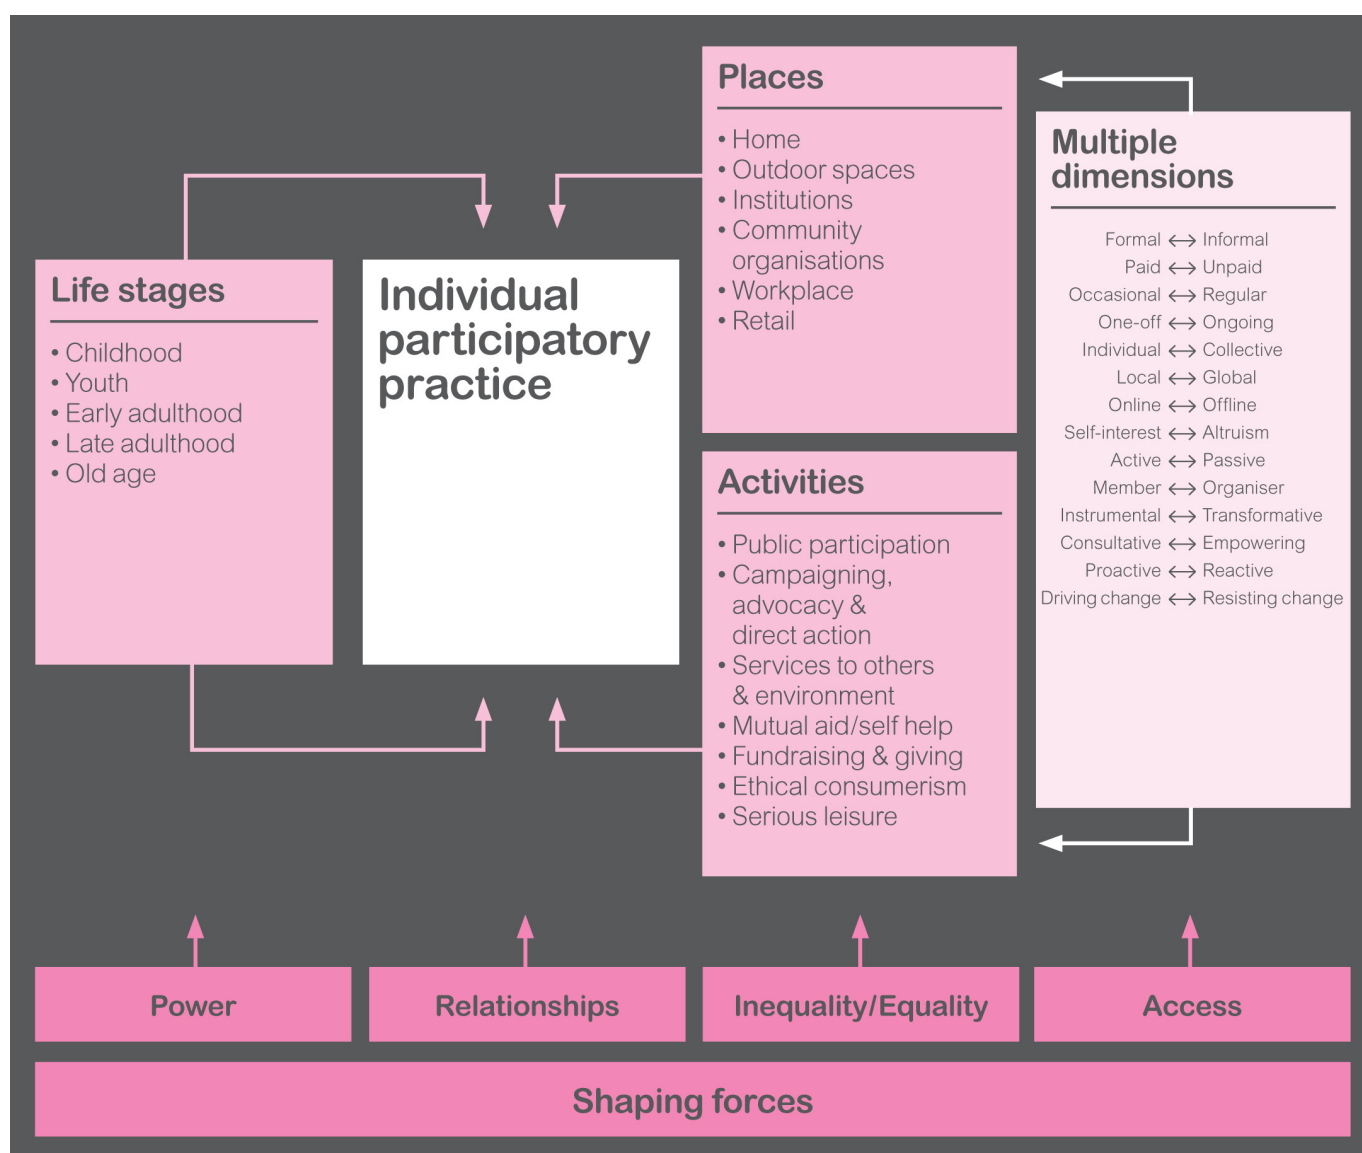 Places
• Home
• Outdoor spaces
• Institutions
• Community
organisations
• Workplace
• Retail
Multiple
dimensions
Formal ↔ Informal
Paid ↔ Unpaid
Occasional ↔ Regular
One-off ↔ Ongoing
Individual ↔ Collective
Local ↔ Global
Online ↔ Offline
Self-interest ↔ Altruism
Active ↔ Passive
Member ↔ Organiser
Instrumental ↔ Transformative
Consultative ↔ Empowering
Proactive ↔ Reactive
Driving change ↔ Resisting change
Life stages
• Childhood
• Youth
• Early adulthood
• Late adulthood
• Old age
Individual
participatory
practice
Activities
• Public participation
• Campaigning,
advocacy &
direct action
• Services to others
& environment
• Mutual aid/self help
• Fundraising & giving
• Ethical consumerism
• Serious leisure
Power
Relationships
Inequality/Equality
Access
Shaping forces